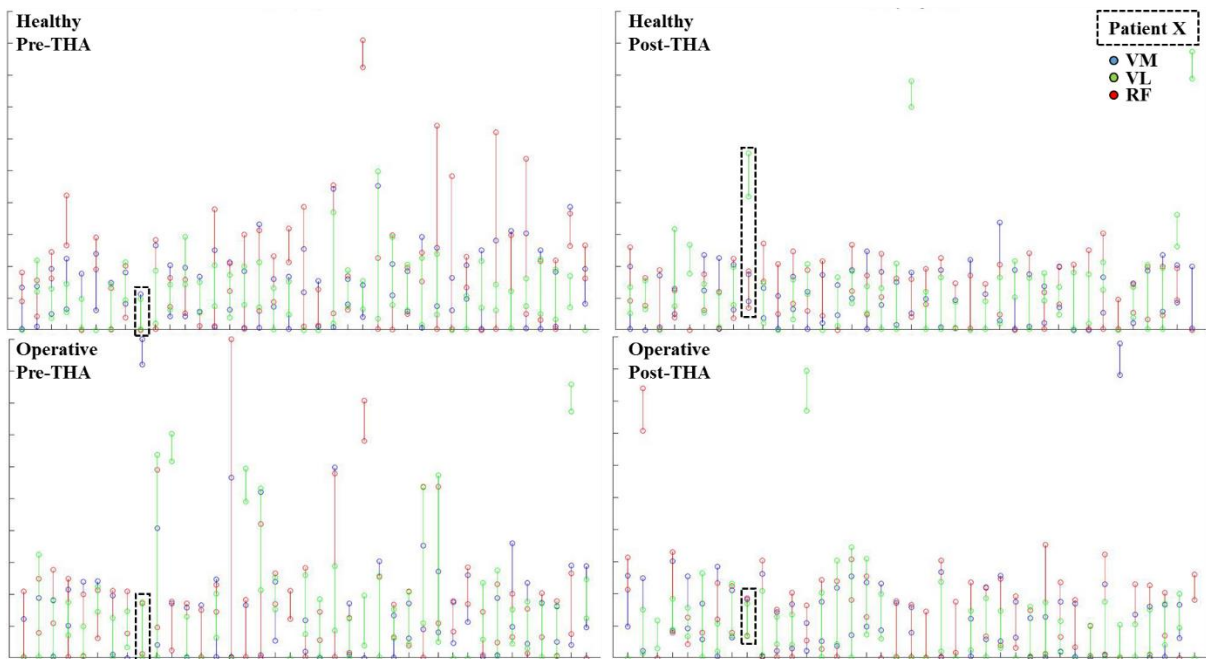 Healthy
Pre-THA
Healthy
Post-THA
Patient X
VM
VL
RF
Operative
Pre-THA
Operative
Post-THA